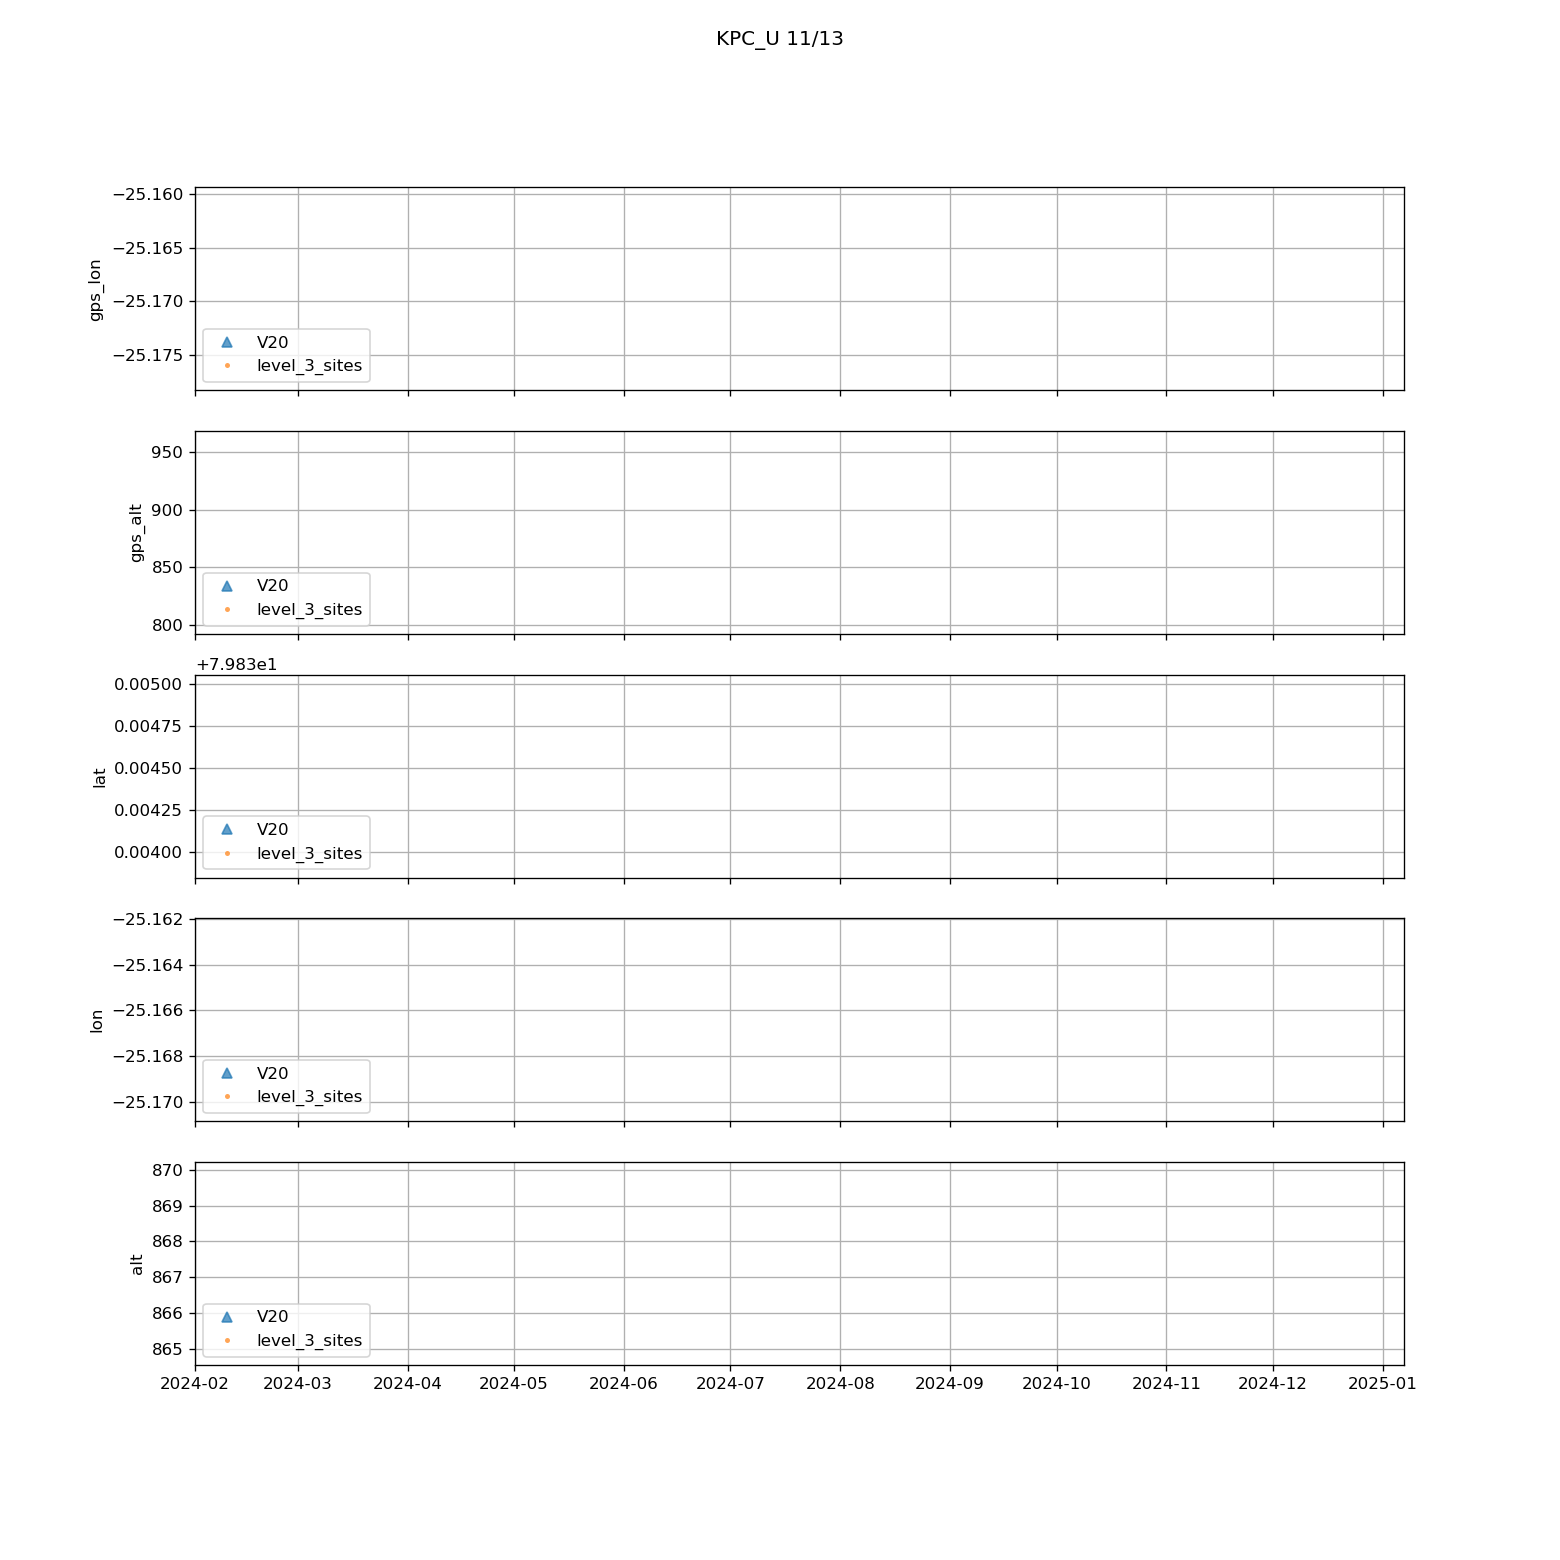 KPC_U 11/13
−25.160
−25.165
−25.170
−25.175
gps_lon
V20
level_3_sites
950
900
850
800
gps_alt
V20
level_3_sites
+7.983e1
0.00500
0.00475
0.00450
0.00425
0.00400
lat
V20
level_3_sites
−25.162
−25.164
−25.166
−25.168
−25.170
lon
V20
level_3_sites
870
869
868
867
866
865
alt
V20
level_3_sites
2024-02 2024-03 2024-04 2024-05 2024-06 2024-07 2024-08 2024-09 2024-10 2024-11 2024-12 2025-01